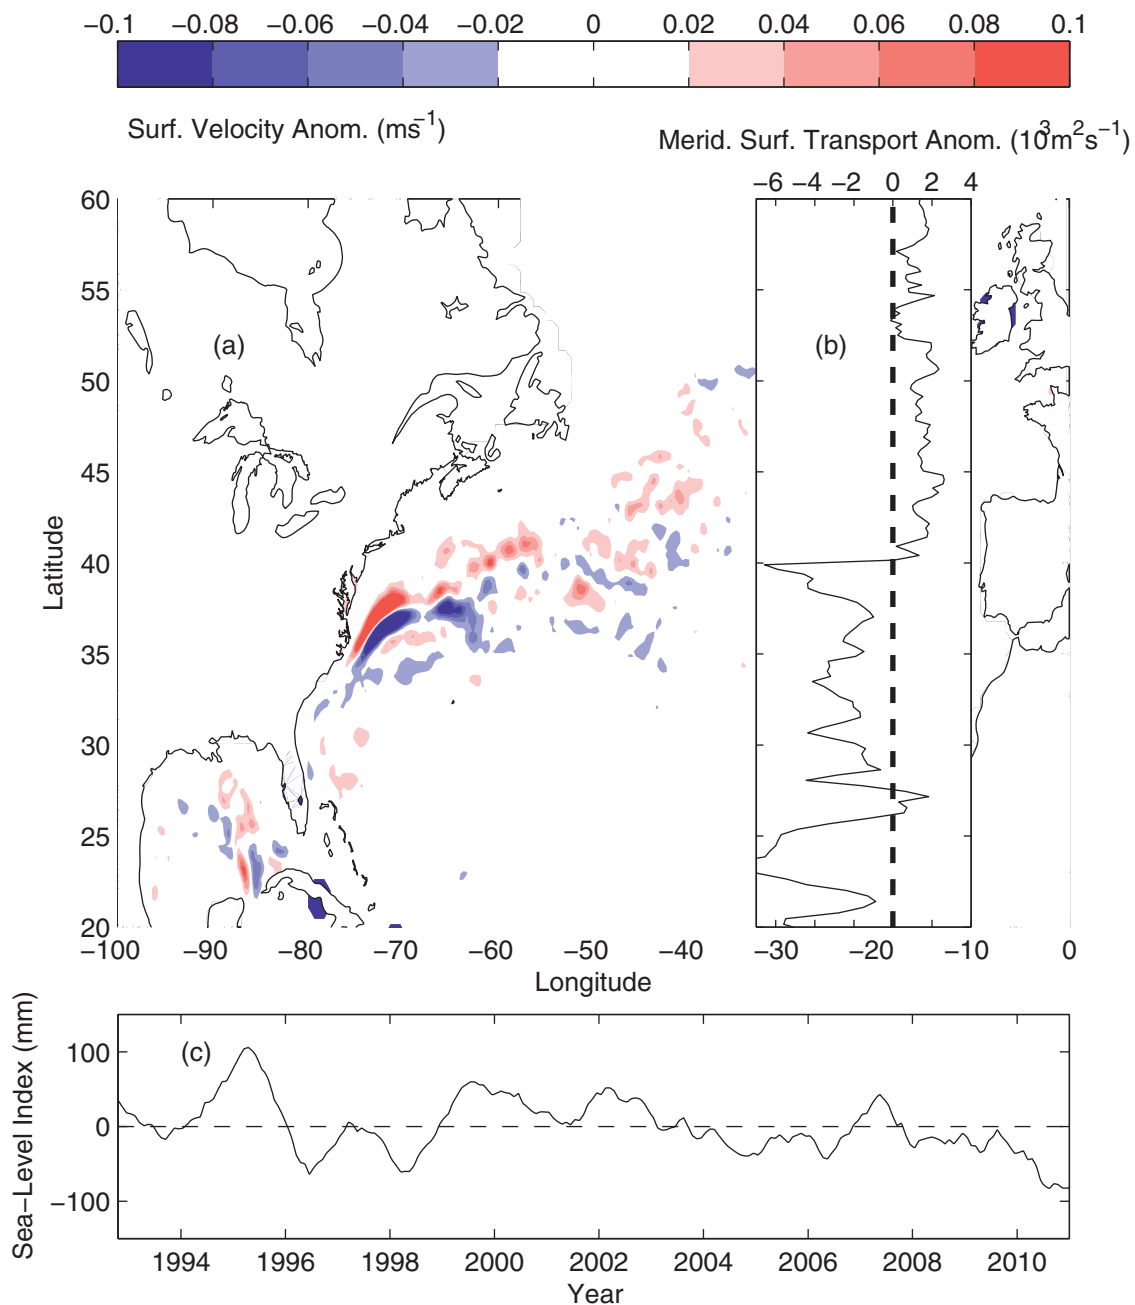 −0.1 −0.08 −0.06 −0.04 −0.02 0 0.02 0.04 0.06 0.08 0.1
Surf. Velocity Anom. (ms−1)
Merid. Surf. Transport Anom. (103m2s−1)
−6 −4 −2 0 2 4
60
55
50
45
40
35
30
25
20
Latitude
(a)
(b)
−100 −90 −80 −70 −60 −50 −40 −30 −20 −10 0
Longitude
Sea−Level Index (mm)
100
0
−100
(c)
1994 1996 1998 2000 2002 2004 2006 2008 2010
Year